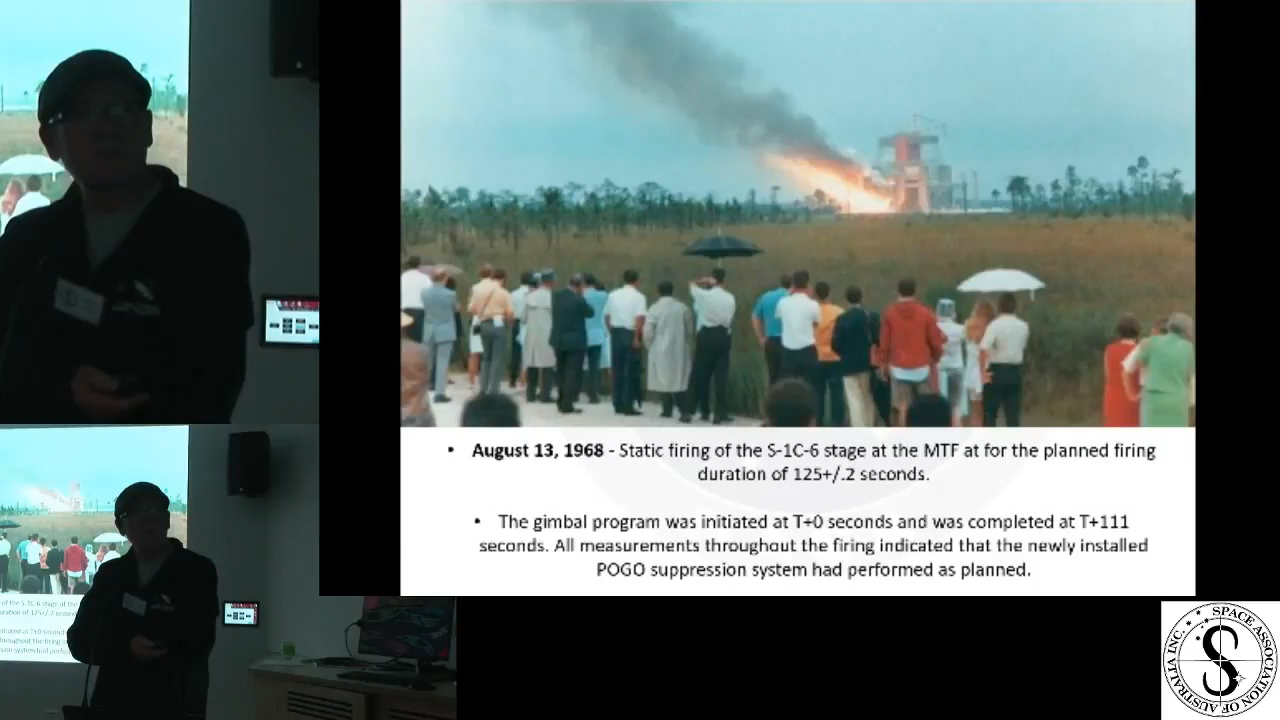 • August 13, 1968 - Static firing of the S-1C-6 stage at the MTF at for the planned firing
duration of 125+/.2 seconds.
• The gimbal program was initiated at T+0 seconds and was completed at T+111
seconds. All measurements throughout the firing indicated that the newly installed
POGO suppression system had performed as planned.
SPACE ASSOCIATION OF AUSTRALIA INC.
S